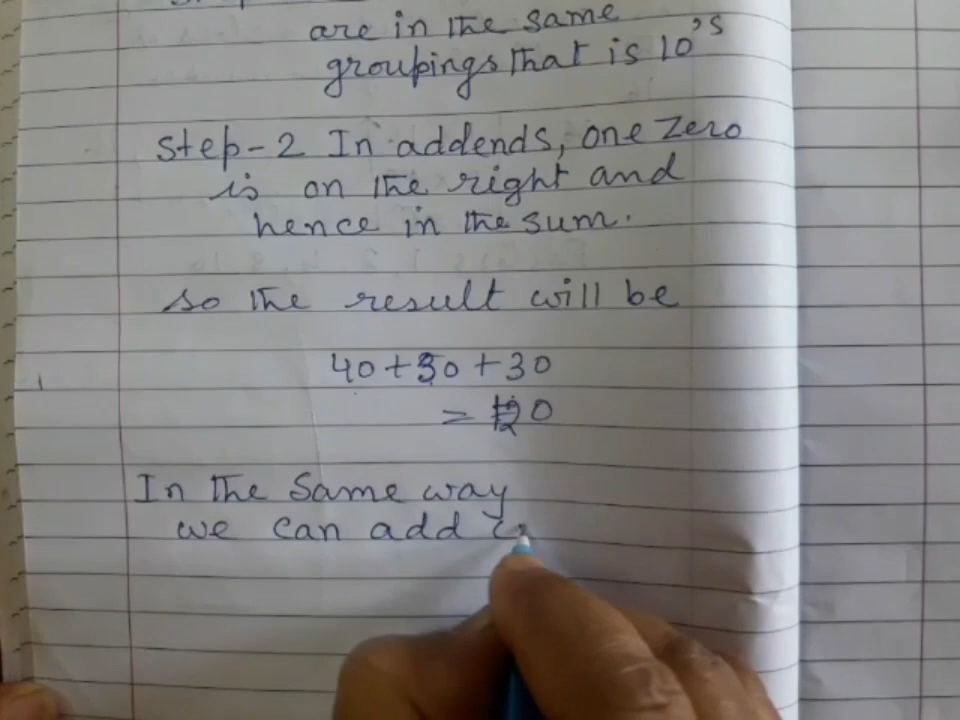 are in the same
groupings that is 10's
Step-2 In addends, one zero
is on the right and
hence in the sum.
so the result will be
40+50+30
= 120
In the same way
we can add